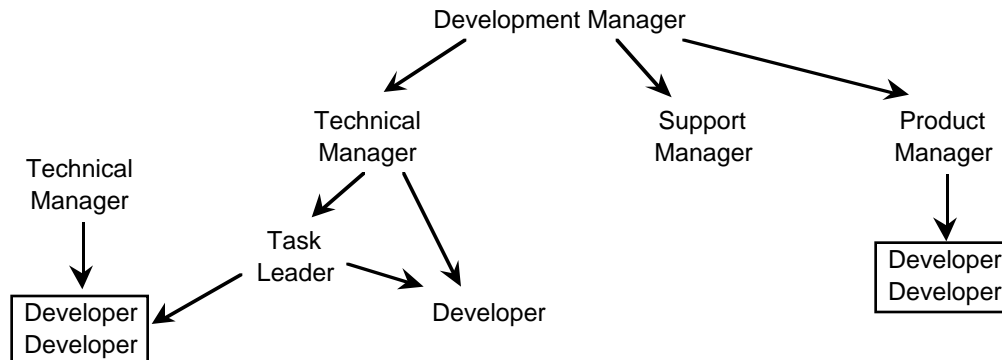 Development Manager
Technical
Manager
Support
Manager
Product
Manager
Technical
Manager
Task
Leader
Developer
Developer
Developer
Developer
Developer